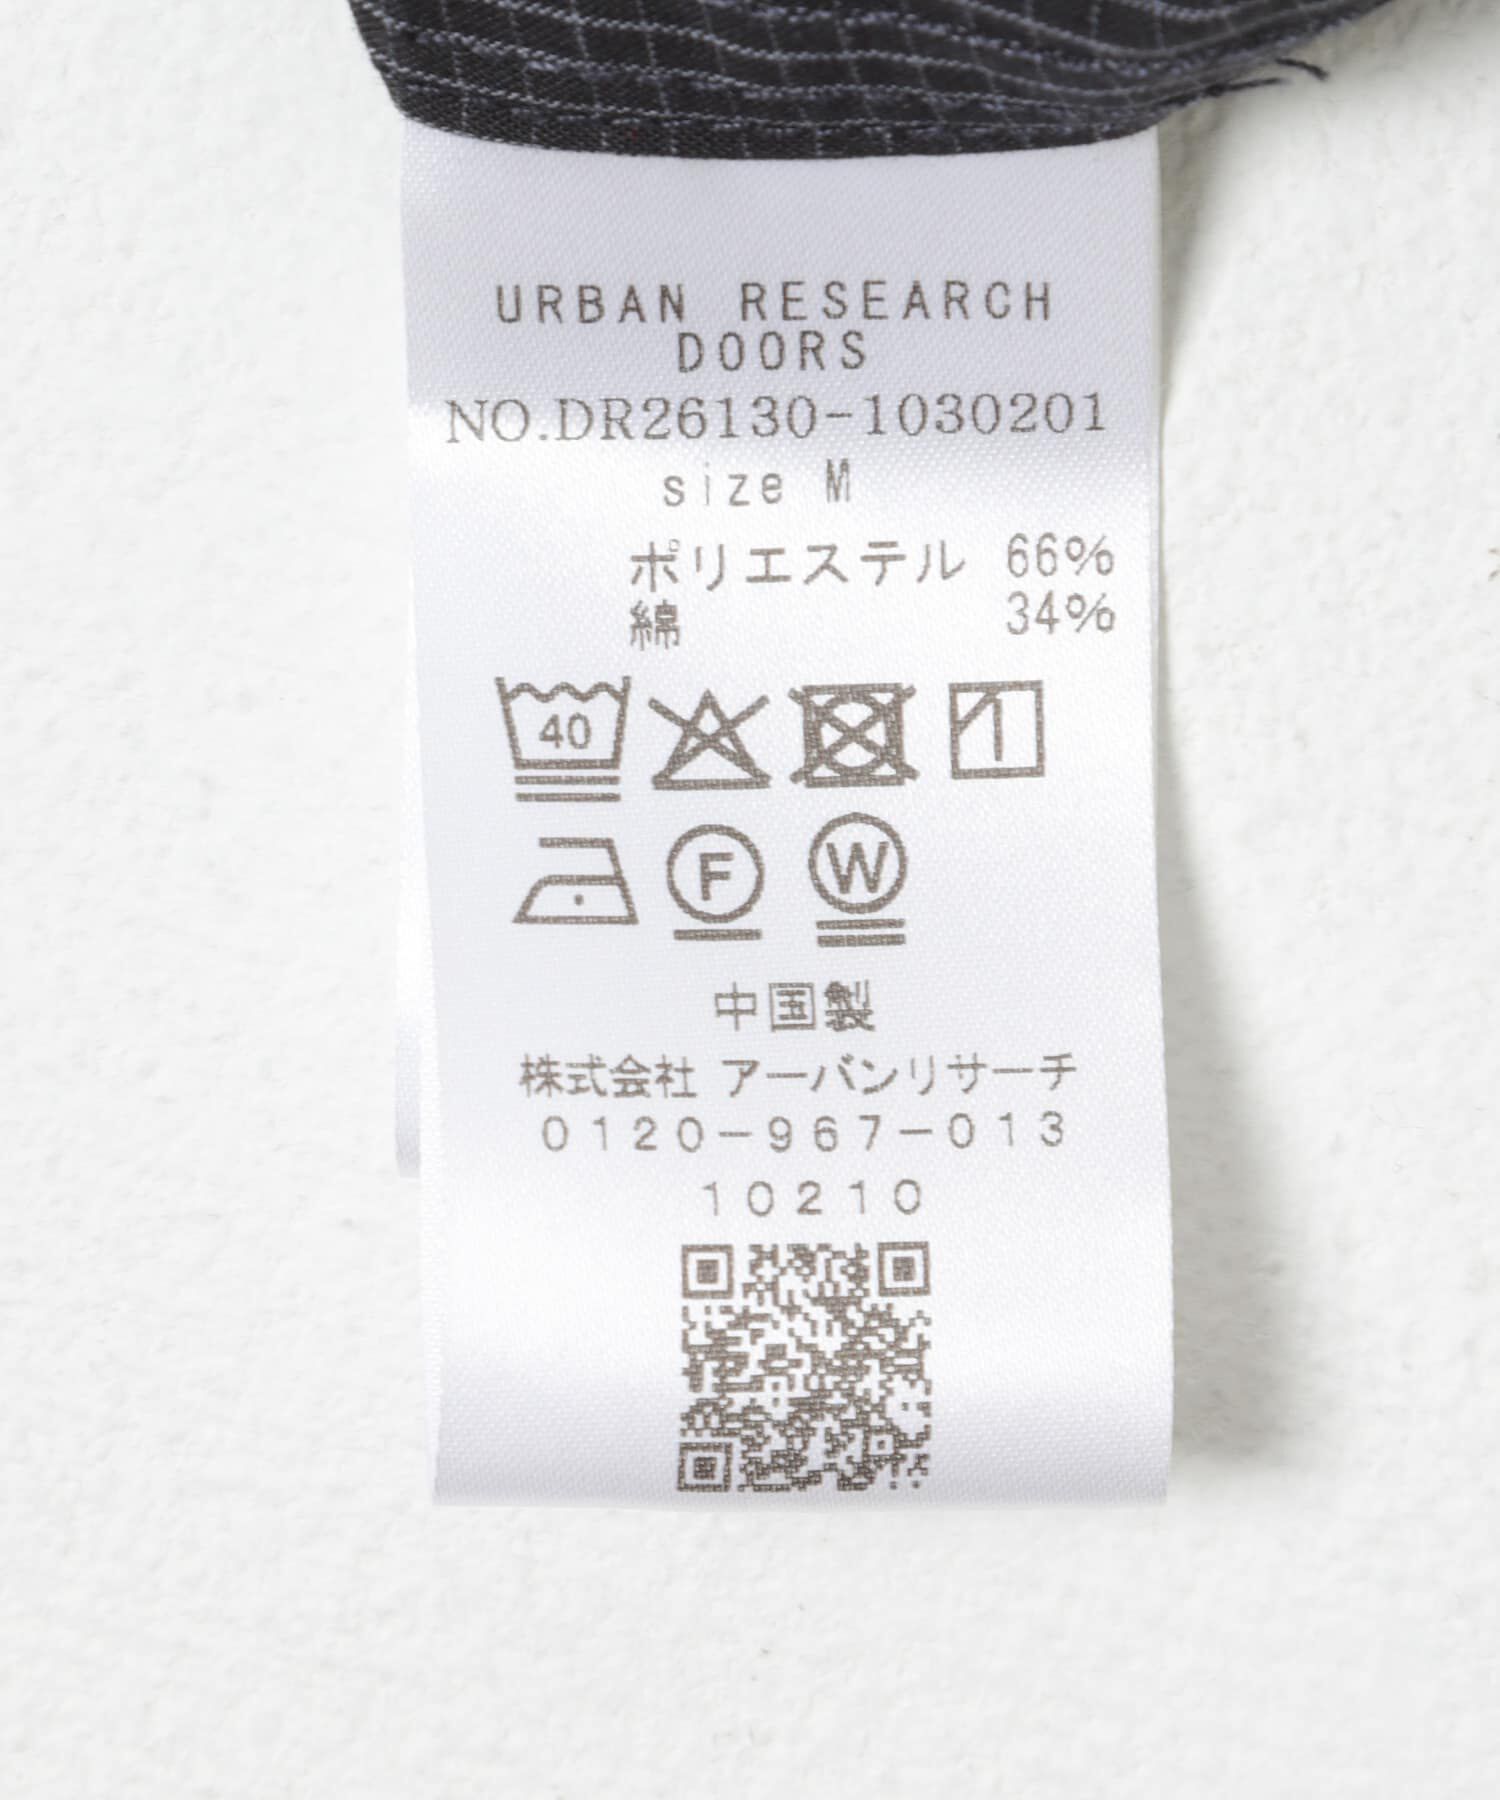 URBAN RESEARCH
DOORS
NO.DR26130-1030201
size M
ポリエステル 66%
綿 34%
40
F W
中国製
株式会社 アーバンリサーチ
0120-967-013
10210